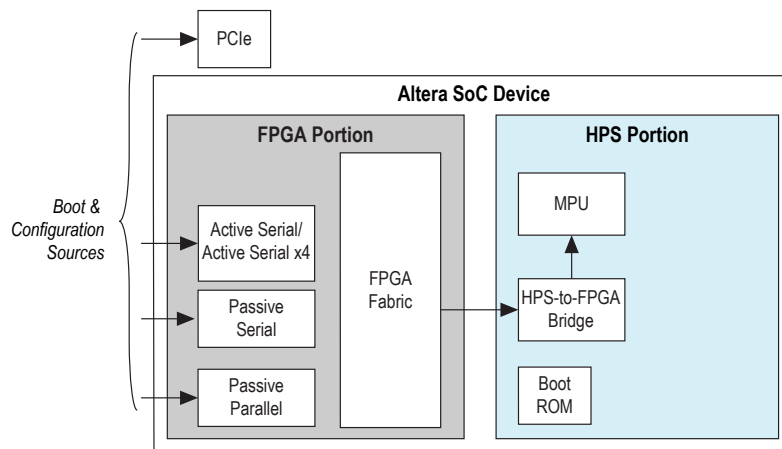 PCIe
Altera SoC Device
FPGA Portion
HPS Portion
Boot &
Configuration
Sources
Active Serial/
Active Serial x4
Passive
Serial
Passive
Parallel
FPGA
Fabric
MPU
HPS-to-FPGA
Bridge
Boot
ROM